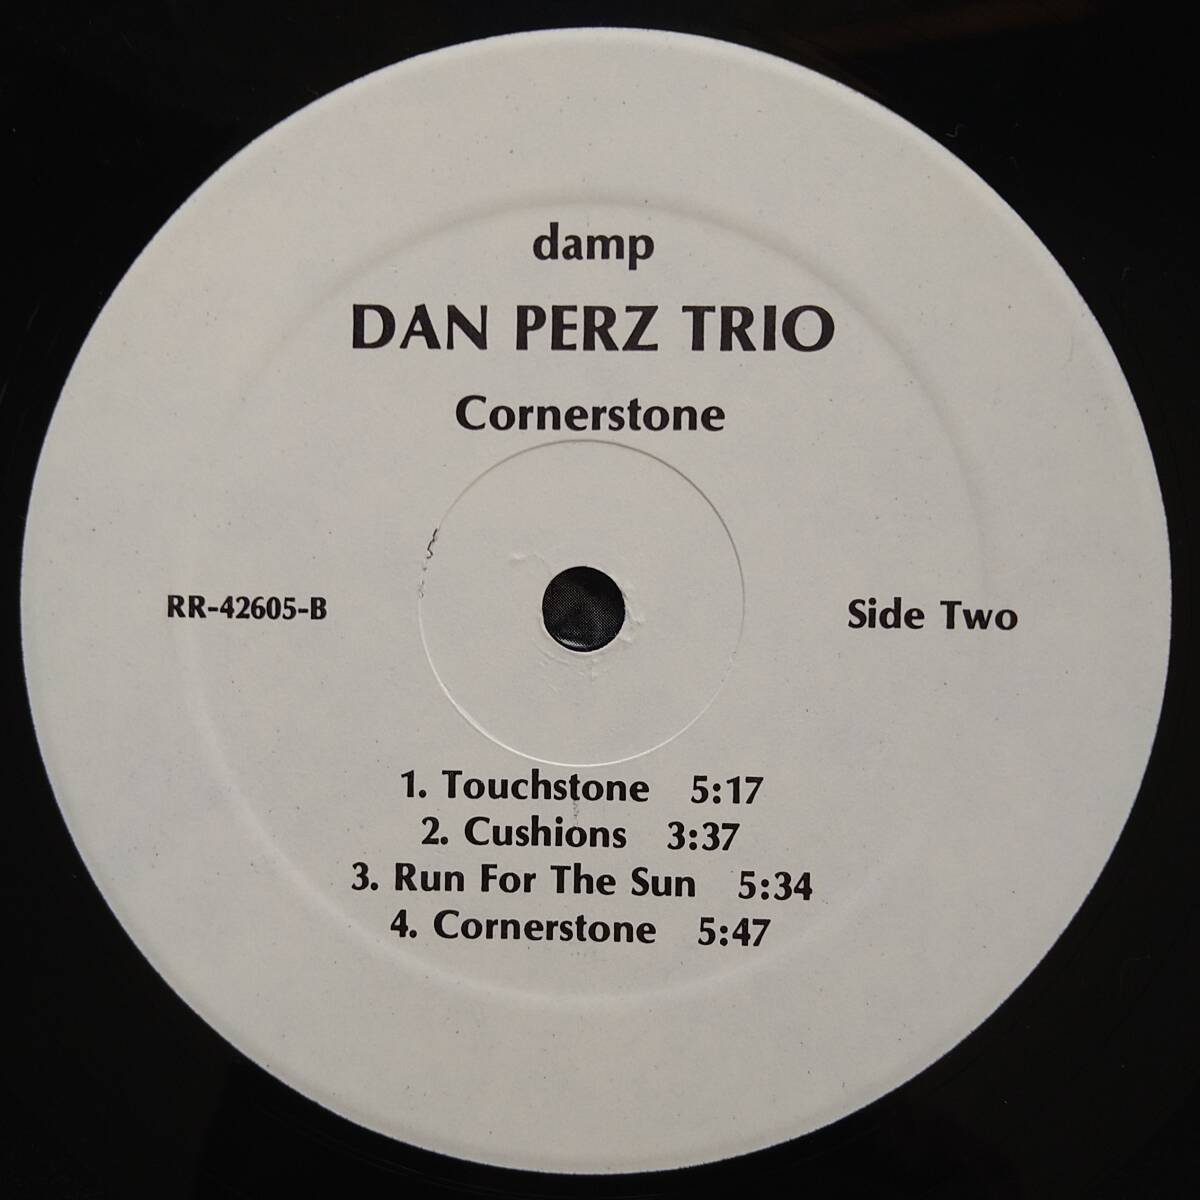 damp
DAN PERZ TRIO
Cornerstone
RR-42605-B
Side Two
1. Touchstone 5:17
2. Cushions 3:37
3. Run For The Sun 5:34
4. Cornerstone 5:47